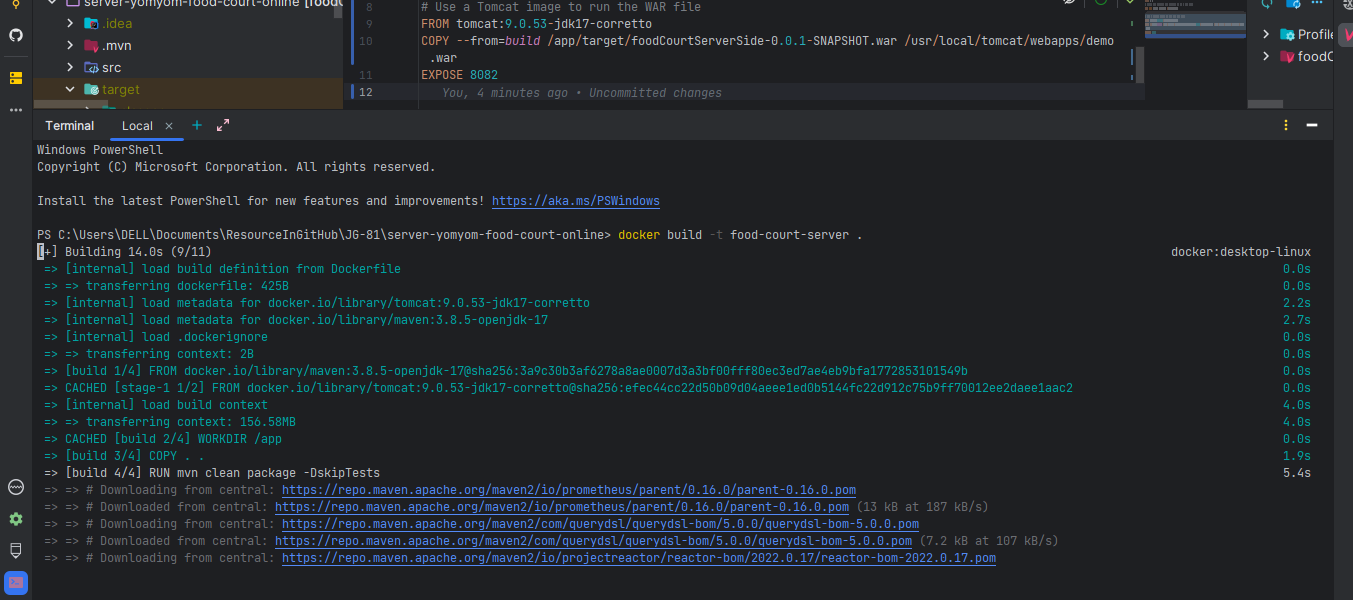 server-yomyom-food-court-online [foodC
.idea
.mvn
src
target
8 # Use a Tomcat image to run the WAR file
9 FROM tomcat:9.0.53-jdk17-corretto
10 COPY --from=build /app/target/foodCourtServerSide-0.0.1-SNAPSHOT.war /usr/local/tomcat/webapps/demo
.war
11 EXPOSE 8082
12 You, 4 minutes ago • Uncommitted changes
Profile
foodC
Terminal Local
Windows PowerShell
Copyright (C) Microsoft Corporation. All rights reserved.
Install the latest PowerShell for new features and improvements! https://aka.ms/PSWindows
PS C:\Users\DELL\Documents\ResourceInGitHub\JG-81\server-yomyom-food-court-online> docker build -t food-court-server .
[+] Building 14.0s (9/11) docker:desktop-linux
=> [internal] load build definition from Dockerfile 0.0s
=> => transferring dockerfile: 425B 0.0s
=> [internal] load metadata for docker.io/library/tomcat:9.0.53-jdk17-corretto 2.2s
=> [internal] load metadata for docker.io/library/maven:3.8.5-openjdk-17 2.7s
=> [internal] load .dockerignore 0.0s
=> => transferring context: 2B 0.0s
=> [build 1/4] FROM docker.io/library/maven:3.8.5-openjdk-17@sha256:3a9c30b3af6278a8ae0007d3a3bf00fff80ec3ed7ae4eb9bfa1772853101549b 0.0s
=> CACHED [stage-1 1/2] FROM docker.io/library/tomcat:9.0.53-jdk17-corretto@sha256:efec44cc22d50b09d04aeee1ed0b5144fc22d912c75b9ff70012ee2daee1aac2 0.0s
=> [internal] load build context 4.0s
=> => transferring context: 156.58MB 4.0s
=> CACHED [build 2/4] WORKDIR /app 0.0s
=> [build 3/4] COPY . . 1.9s
=> [build 4/4] RUN mvn clean package -DskipTests 5.4s
=> => # Downloading from central: https://repo.maven.apache.org/maven2/io/prometheus/parent/0.16.0/parent-0.16.0.pom
=> => # Downloaded from central: https://repo.maven.apache.org/maven2/io/prometheus/parent/0.16.0/parent-0.16.0.pom (13 kB at 187 kB/s)
=> => # Downloading from central: https://repo.maven.apache.org/maven2/com/querydsl/querydsl-bom/5.0.0/querydsl-bom-5.0.0.pom
=> => # Downloaded from central: https://repo.maven.apache.org/maven2/com/querydsl/querydsl-bom/5.0.0/querydsl-bom-5.0.0.pom (7.2 kB at 107 kB/s)
=> => # Downloading from central: https://repo.maven.apache.org/maven2/io/projectreactor/reactor-bom/2022.0.17/reactor-bom-2022.0.17.pom